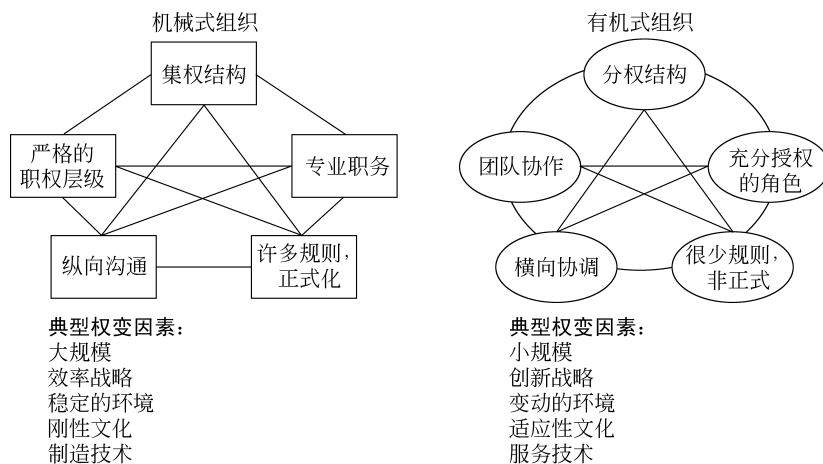 机械式组织
集权结构
严格的
职权层级
专业职务
纵向沟通
许多规则,
正式化
典型权变因素:
大规模
效率战略
稳定的环境
刚性文化
制造技术
有机式组织
分权结构
团队协作
充分授权
的角色
横向协调
很少规则,
非正式
典型权变因素:
小规模
创新战略
变动的环境
适应性文化
服务技术